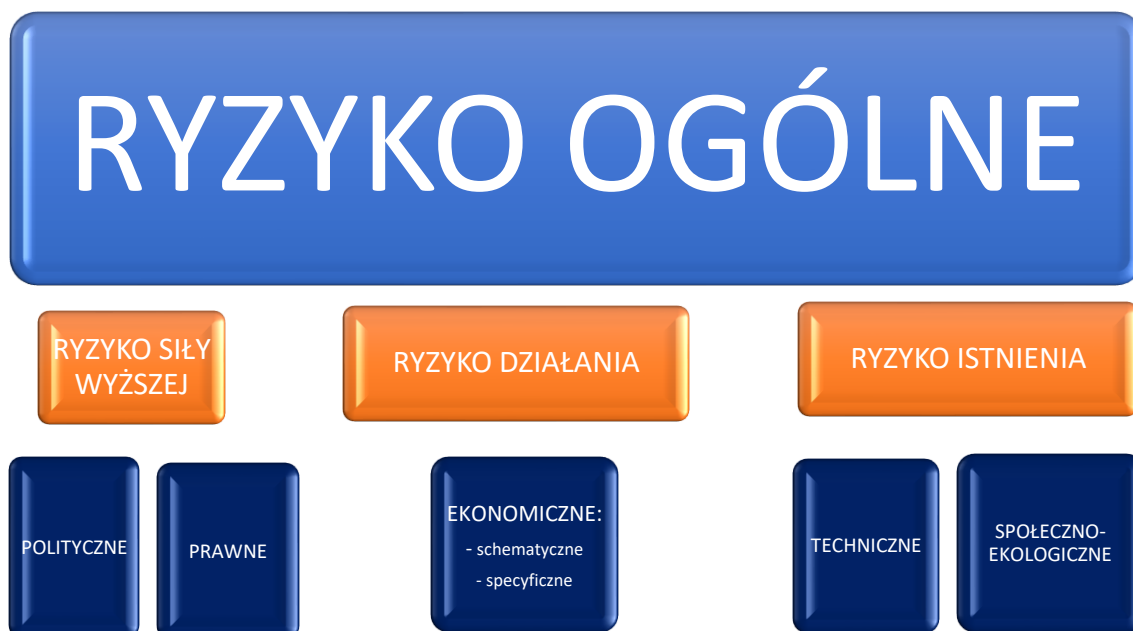 RYZYKO OGÓLNE
RYZYKO SIŁY
WYŻSZEJ
RYZYKO DZIAŁANIA
RYZYKO ISTNIENIA
POLITYCZNE
PRAWNE
EKONOMICZNE:
- schematyczne
- specyficzne
TECHNICZNE
SPOŁECZNO-
EKOLOGICZNE